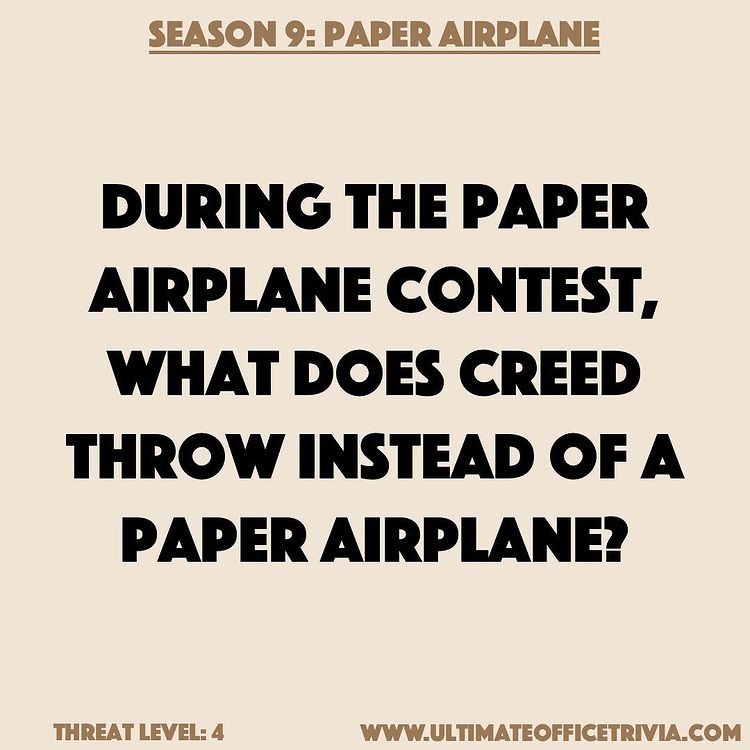 SEASON 9: PAPER AIRPLANE
DURING THE PAPER
AIRPLANE CONTEST,
WHAT DOES CREED
THROW INSTEAD OF A
PAPER AIRPLANE?
THREAT LEVEL: 4
WWW.ULTIMATEOFFICETRIVIA.COM